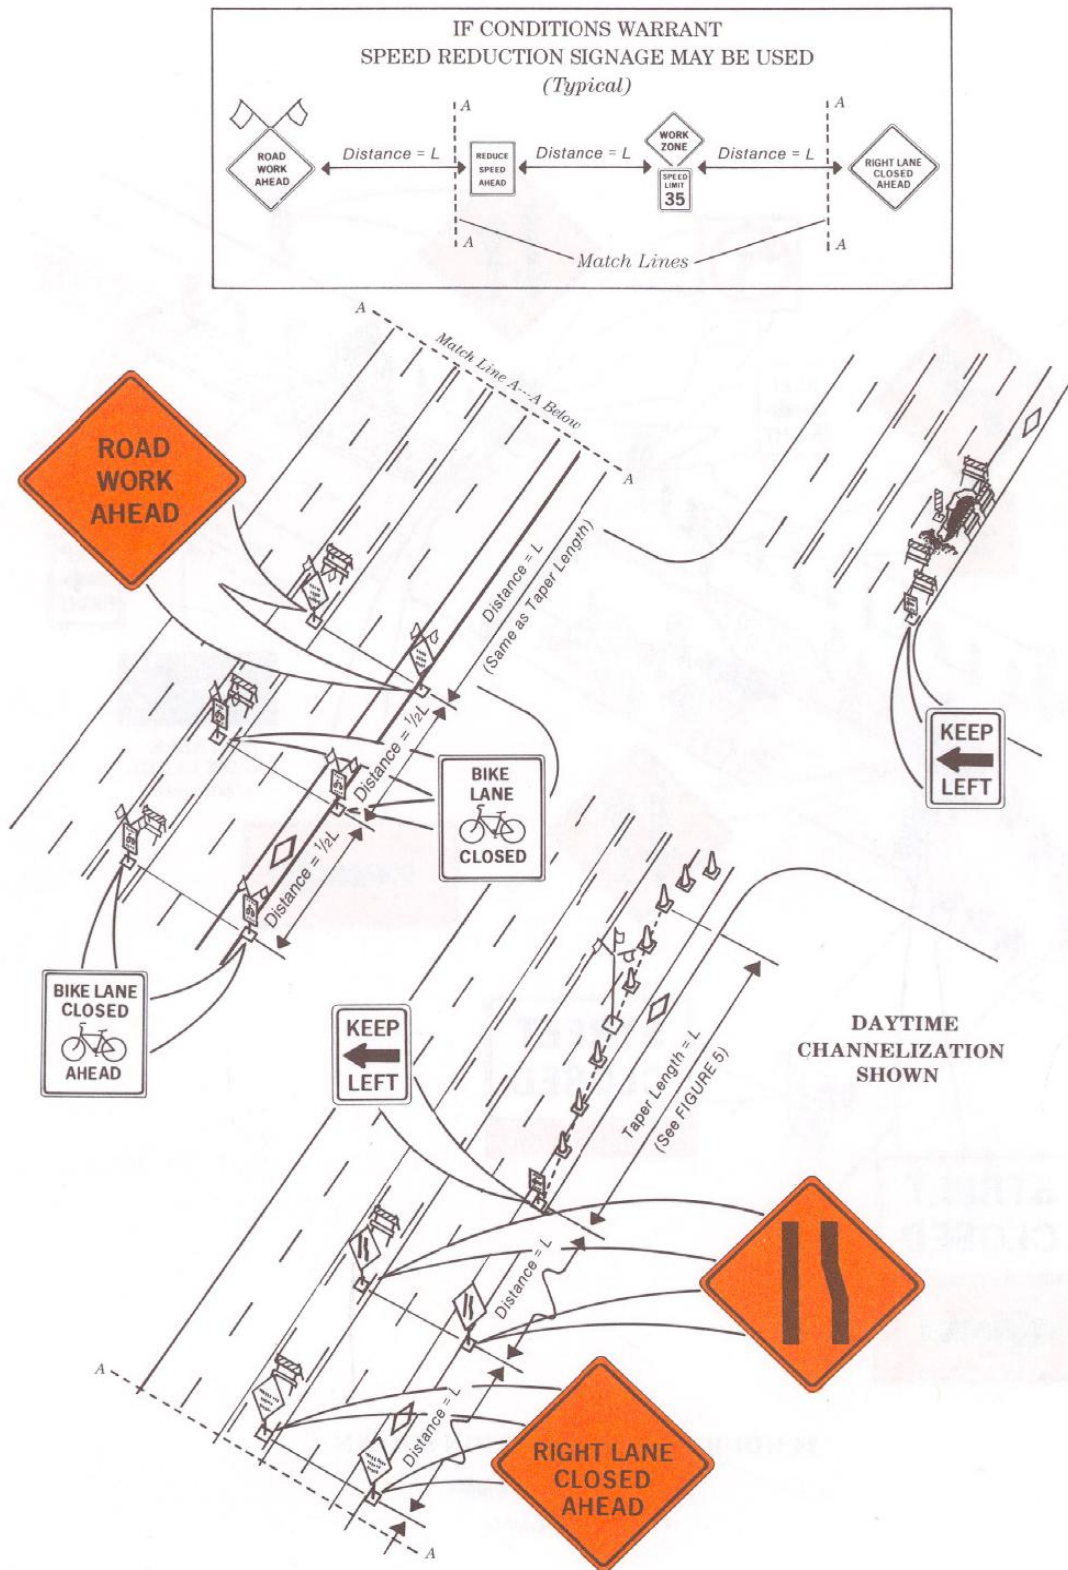 IF CONDITIONS WARRANT
SPEED REDUCTION SIGNAGE MAY BE USED
(Typical)
A
A
ROAD
WORK
AHEAD
Distance = L
REDUCE
SPEED
AHEAD
Distance = L
WORK
ZONE
SPEED
LIMIT
35
Distance = L
RIGHT LANE
CLOSED
AHEAD
A
A
Match Lines
A
Match Line A---A Below
A
ROAD
WORK
AHEAD
Distance = L
(Same as Taper Length)
Distance = 1/2L
Distance = 1/2L
KEEP
LEFT
BIKE
LANE
CLOSED
BIKE LANE
CLOSED
AHEAD
KEEP
LEFT
DAYTIME
CHANNELIZATION
SHOWN
Taper Length = L
(See FIGURE 5)
Distance = L
Distance = L
RIGHT LANE
CLOSED
AHEAD
A
A